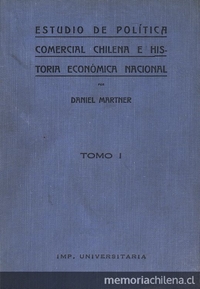 ESTUDIO DE POLÍTICA
COMERCIAL CHILENA E HIS-
TORIA ECONÓMICA NACIONAL
POR
DANIEL MARTNER
TOMO I
IMP. UNIVERSITARIA
memoriachilena.cl